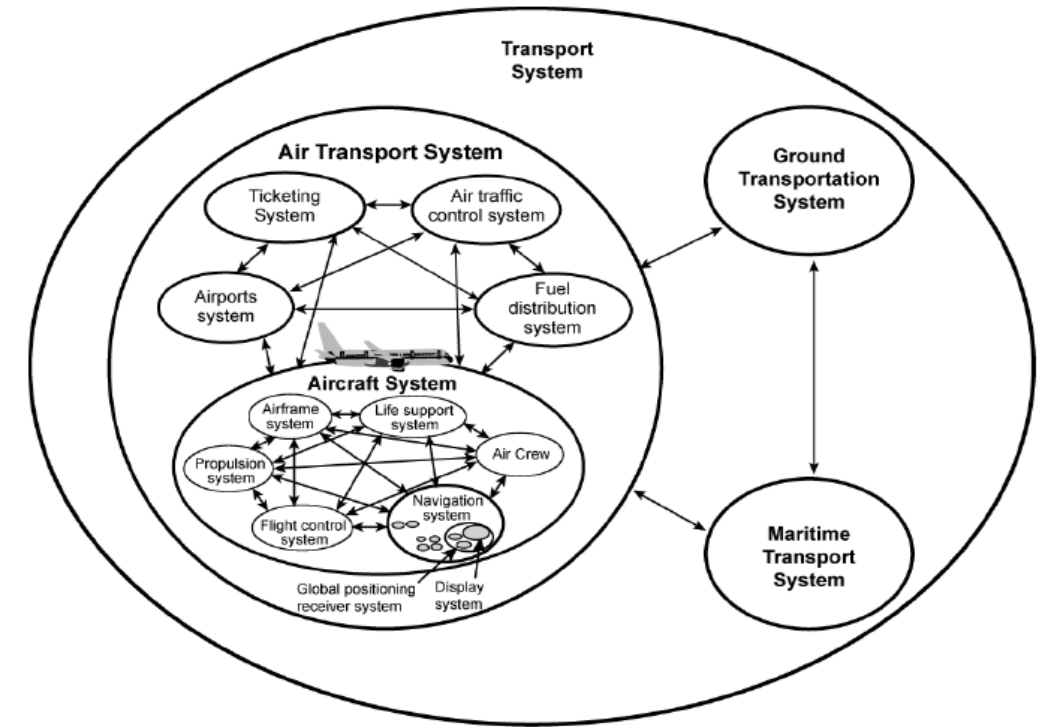 Transport
System
Air Transport System
Ground
Transportation
System
Ticketing
System
Air traffic
control system
Airports
system
Fuel
distribution
system
Aircraft System
Airframe
system
Life support
system
Air Crew
Propulsion
system
Navigation
system
Flight control
system
Maritime
Transport
System
Global positioning
receiver system
Display
system